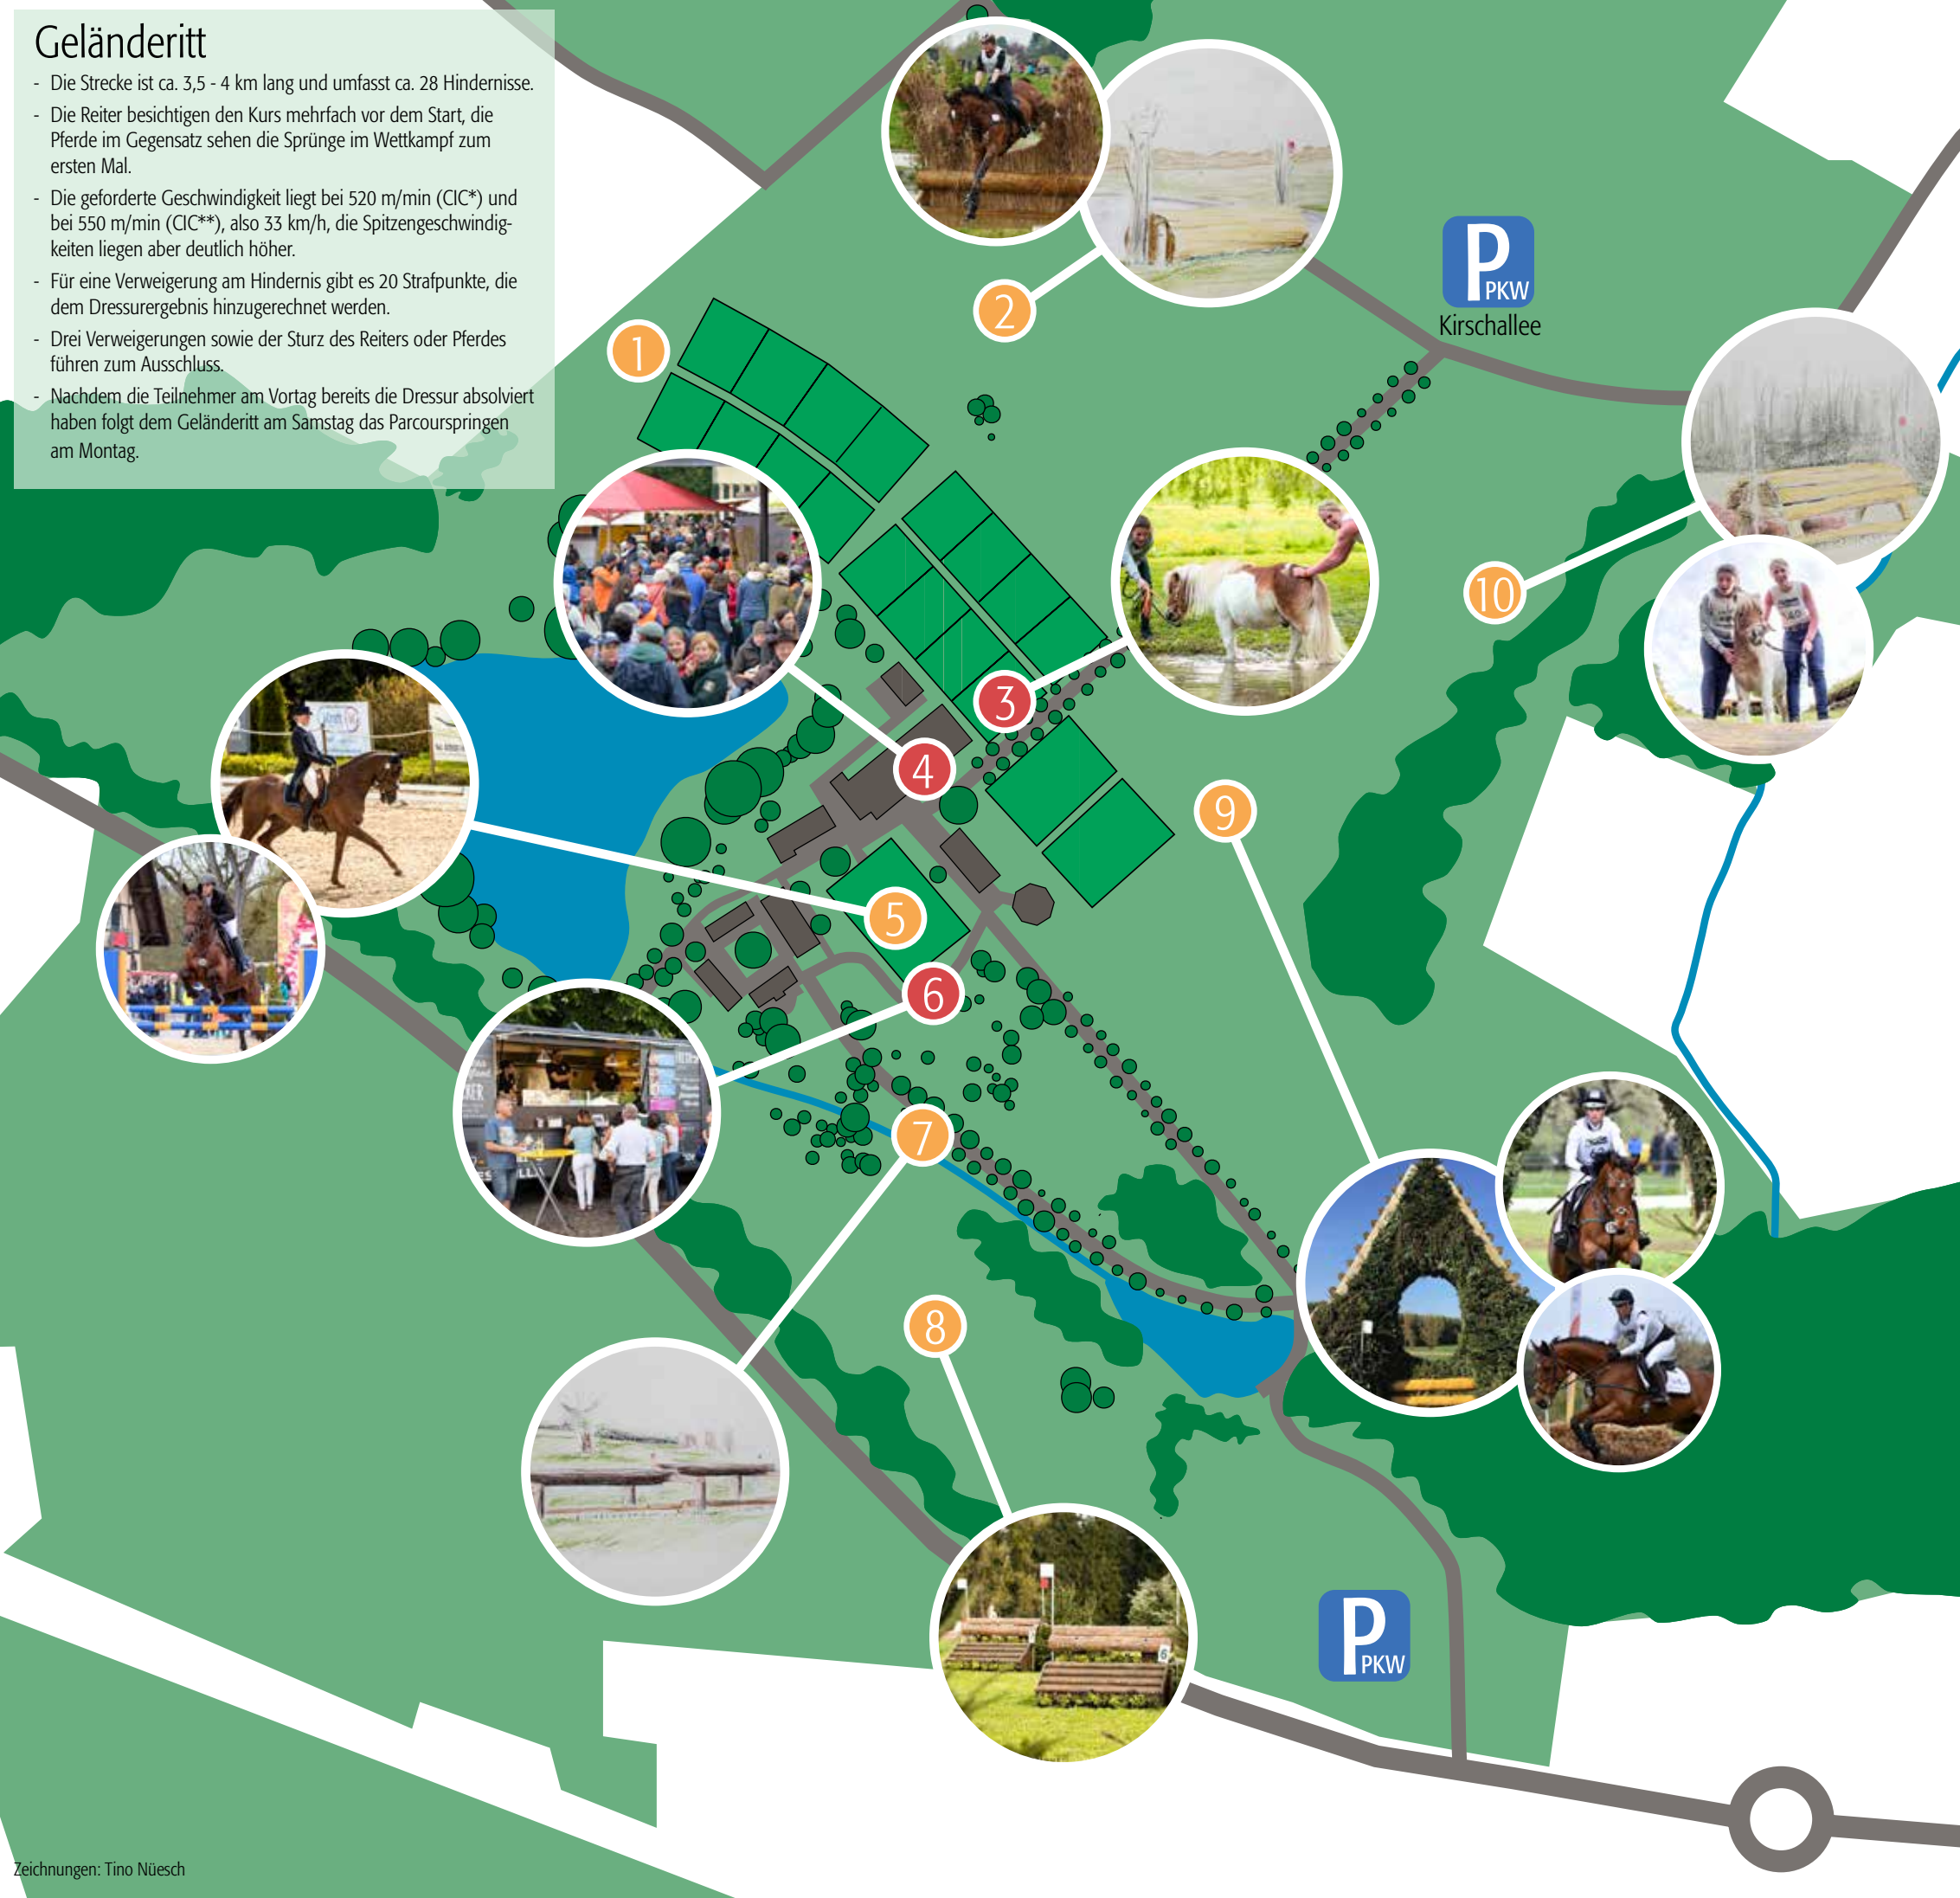 Geländeritt
- Die Strecke ist ca. 3,5 - 4 km lang und umfasst ca. 28 Hindernisse.
- Die Reiter besichtigen den Kurs mehrfach vor dem Start, die
Pferde im Gegensatz sehen die Sprünge im Wettkampf zum
ersten Mal.
- Die geforderte Geschwindigkeit liegt bei 520 m/min (CIC*) und
bei 550 m/min (CIC**), also 33 km/h, die Spitzengeschwindig-
keiten liegen aber deutlich höher.
- Für eine Verweigerung am Hindernis gibt es 20 Strafpunkte, die
dem Dressurergebnis hinzugerechnet werden.
- Drei Verweigerungen sowie der Sturz des Reiters oder Pferdes
führen zum Ausschluss.
- Nachdem die Teilnehmer am Vortag bereits die Dressur absolviert
haben folgt dem Geländeritt am Samstag das Parcourspringen
am Montag.
P
PKW
Kirschallee
2
1
10
3
4
9
5
6
7
8
6
P
PKW
Zeichnungen: Tino Nüesch